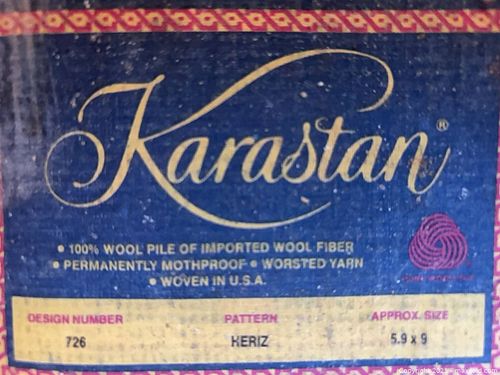 Karastan®
• 100% WOOL PILE OF IMPORTED WOOL FIBER
• PERMANENTLY MOTHPROOF • WORSTED YARN
• WOVEN IN U.S.A.
DESIGN NUMBER PATTERN APPROX. SIZE
726 HERIZ 5.9 x 9